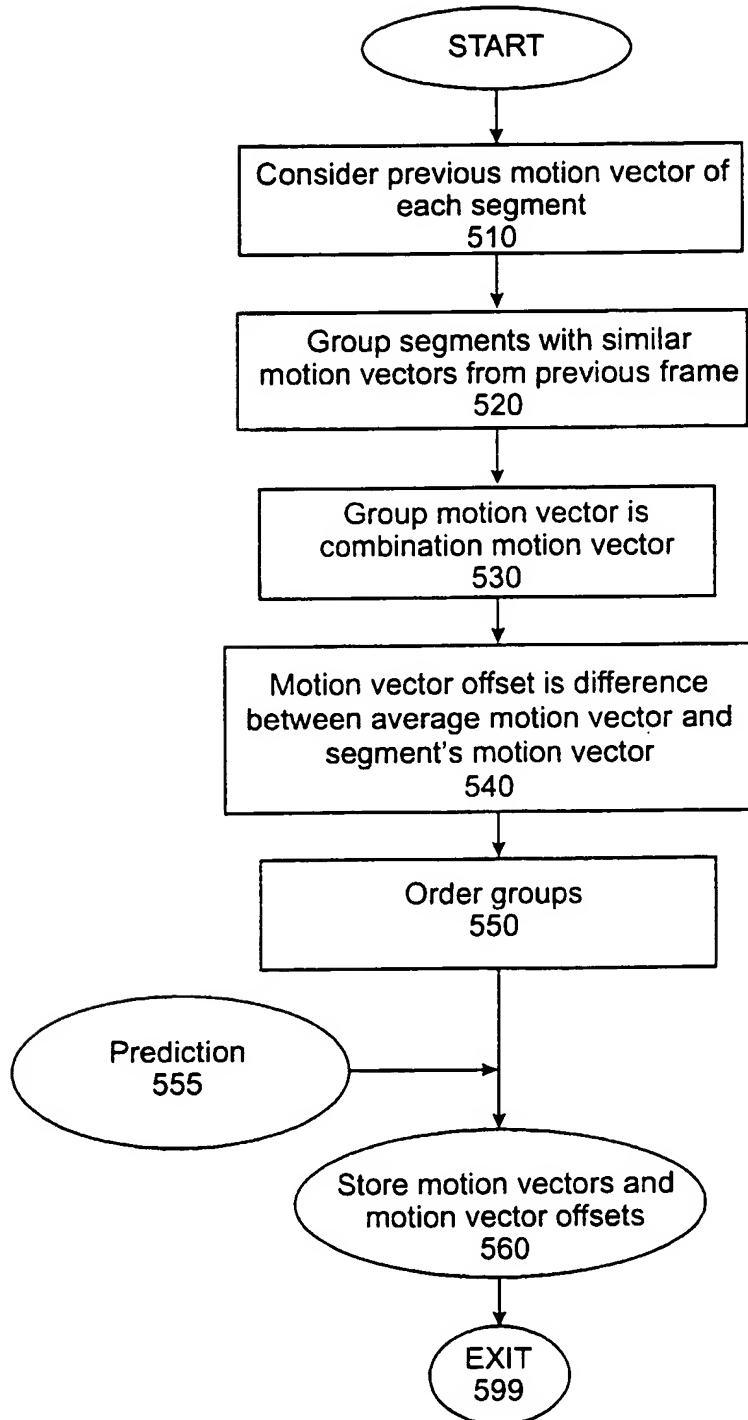 START
Consider previous motion vector of
each segment
510
Group segments with similar
motion vectors from previous frame
520
Group motion vector is
combination motion vector
530
Motion vector offset is difference
between average motion vector and
segment's motion vector
540
Order groups
550
Prediction
555
Store motion vectors and
motion vector offsets
560
EXIT
599